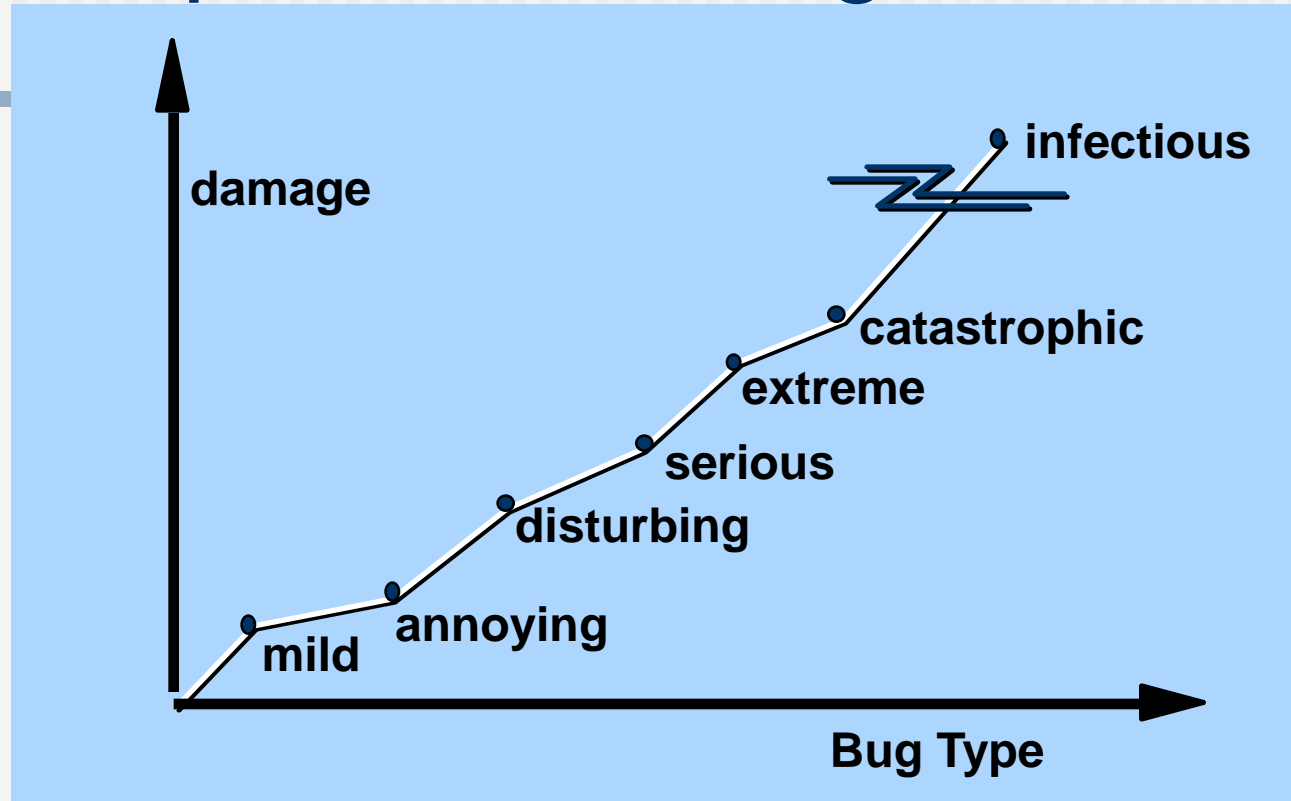 damage
infectious
catastrophic
extreme
serious
disturbing
annoying
mild
Bug Type